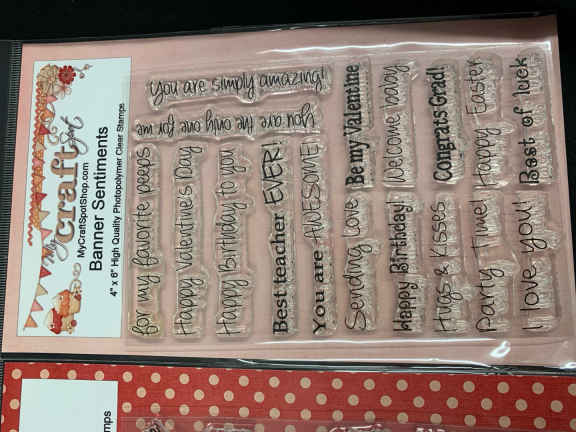 My
Craft
Spot
MyCraftSpotShop.com
Banner Sentiments
4" x 6" High Quality Photopolymer Clear Stamps
you are simply amazing!
you are the only one for me
for my favorite peeps
Happy Valentine's Day
Happy Birthday to you
Best teacher EVER!
You are AWESOME!
Sending Love
Be my Valentine
Happy Birthday!
Welcome baby
Hugs & Kisses
Congrats Grad!
Party Time!
Happy Easter
I love you!
Best of luck
mps